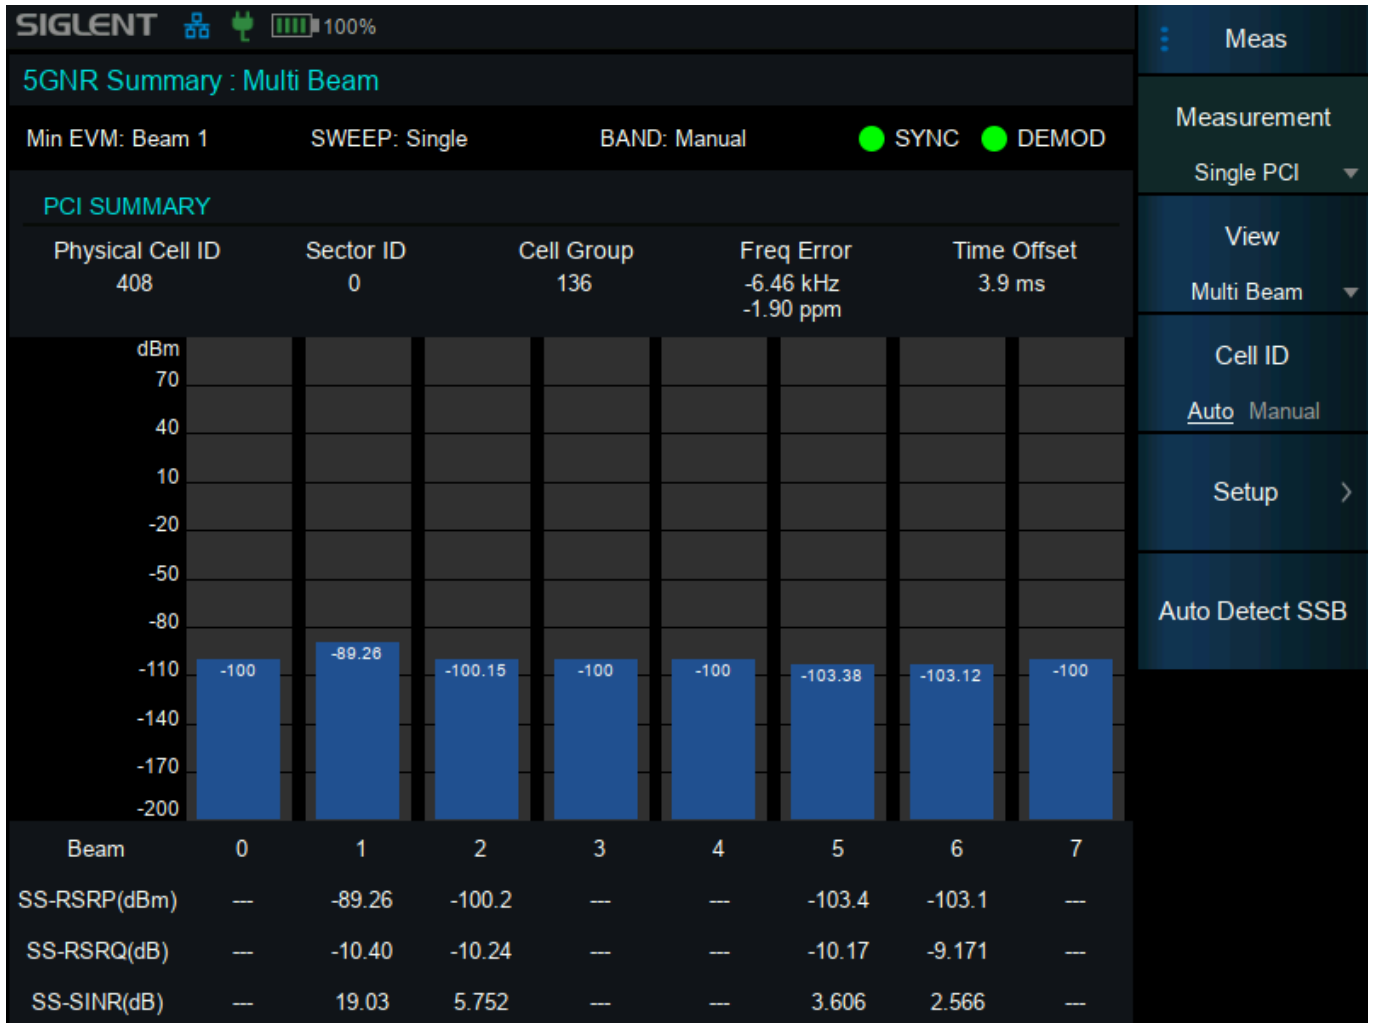 SIGLENT 100%
Meas
5GNR Summary : Multi Beam
Min EVM: Beam 1 SWEEP: Single BAND: Manual SYNC DEMOD
Measurement
Single PCI
PCI SUMMARY
Physical Cell ID Sector ID Cell Group Freq Error Time Offset
408 0 136 -6.46 kHz 3.9 ms
-1.90 ppm
View
Multi Beam
Cell ID
Auto Manual
Setup
Auto Detect SSB
dBm
70
40
10
-20
-50
-80
-110
-140
-170
-200
-100 -89.26 -100.15 -100 -100 -103.38 -103.12 -100
Beam 0 1 2 3 4 5 6 7
SS-RSRP(dBm) --- -89.26 -100.2 --- --- -103.4 -103.1 ---
SS-RSRQ(dB) --- -10.40 -10.24 --- --- -10.17 -9.171 ---
SS-SINR(dB) --- 19.03 5.752 --- --- 3.606 2.566 ---